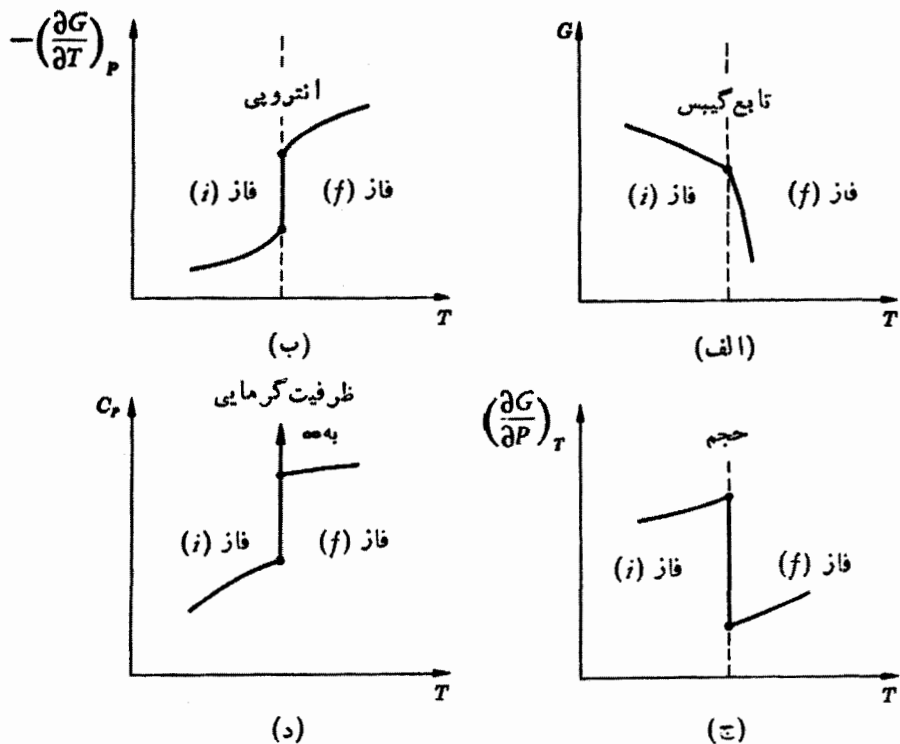 G
تابع گیبس
فاز (i)
فاز (f)
T
(الف)
−(∂G/∂T)_P
انتروپی
فاز (i)
فاز (f)
T
(ب)
(∂G/∂P)_T
حجم
فاز (i)
فاز (f)
T
(ج)
C_P
ظرفیت گرمایی
به ∞
فاز (i)
فاز (f)
T
(د)